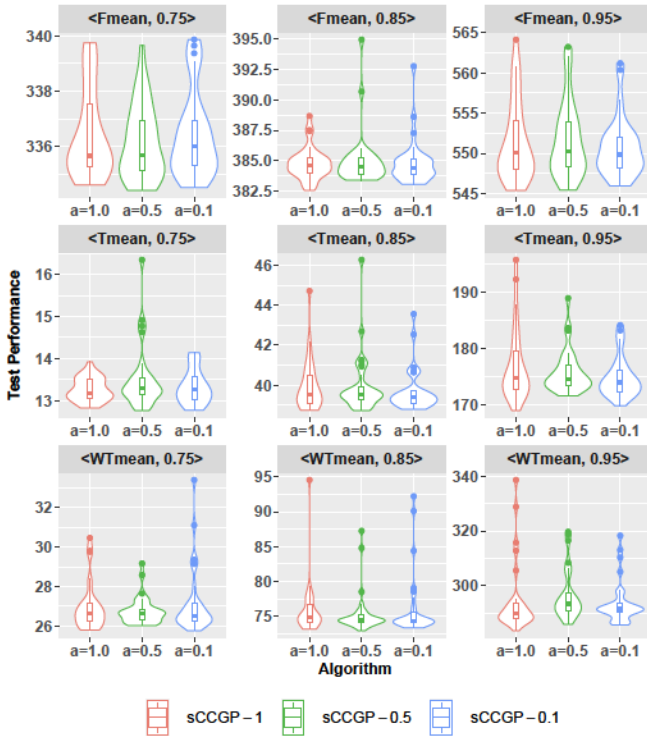 <Fmean, 0.75> <Fmean, 0.85> <Fmean, 0.95>
340 338 336
395.0 392.5 390.0 387.5 385.0 382.5
565 560 555 550 545
a=1.0 a=0.5 a=0.1 a=1.0 a=0.5 a=0.1 a=1.0 a=0.5 a=0.1
<Tmean, 0.75> <Tmean, 0.85> <Tmean, 0.95>
16 15 14 13
46 44 42 40
190 180 170
a=1.0 a=0.5 a=0.1 a=1.0 a=0.5 a=0.1 a=1.0 a=0.5 a=0.1
Test Performance
<WTmean, 0.75> <WTmean, 0.85> <WTmean, 0.95>
32 30 28 26
95 90 85 80 75
340 320 300
a=1.0 a=0.5 a=0.1 a=1.0 a=0.5 a=0.1 a=1.0 a=0.5 a=0.1
Algorithm
sCCGP-1 sCCGP-0.5 sCCGP-0.1